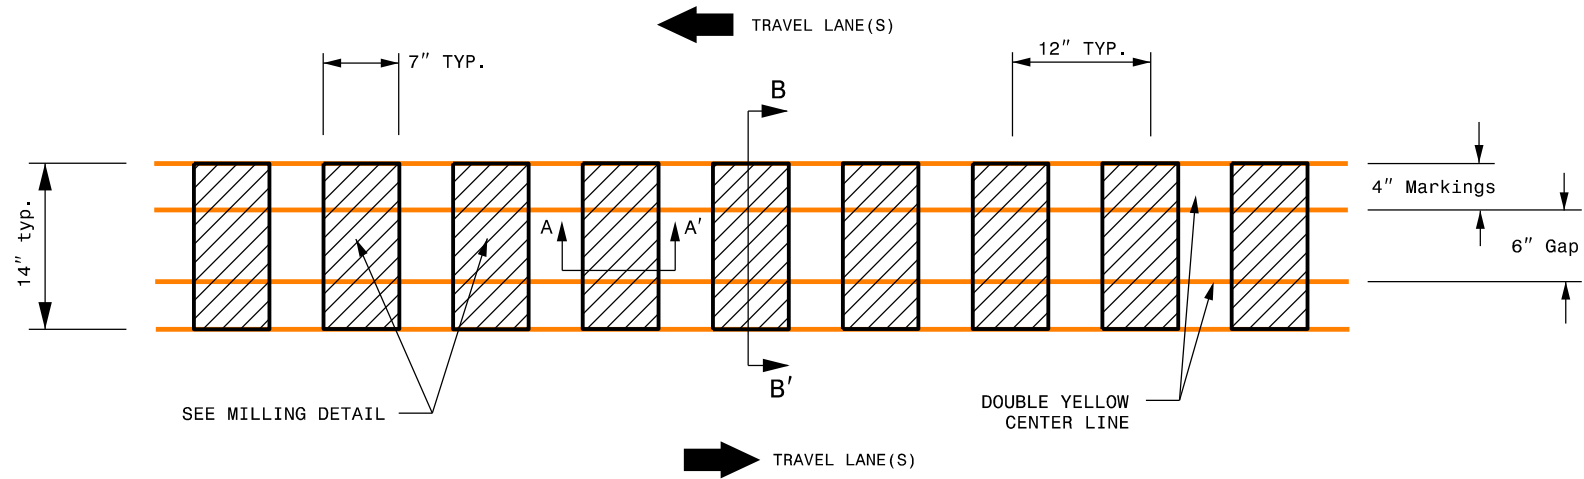 TRAVEL LANE(S)
7" TYP.
12" TYP.
B
4" Markings
14" typ.
A
A'
6" Gap
B'
SEE MILLING DETAIL
DOUBLE YELLOW
CENTER LINE
TRAVEL LANE(S)